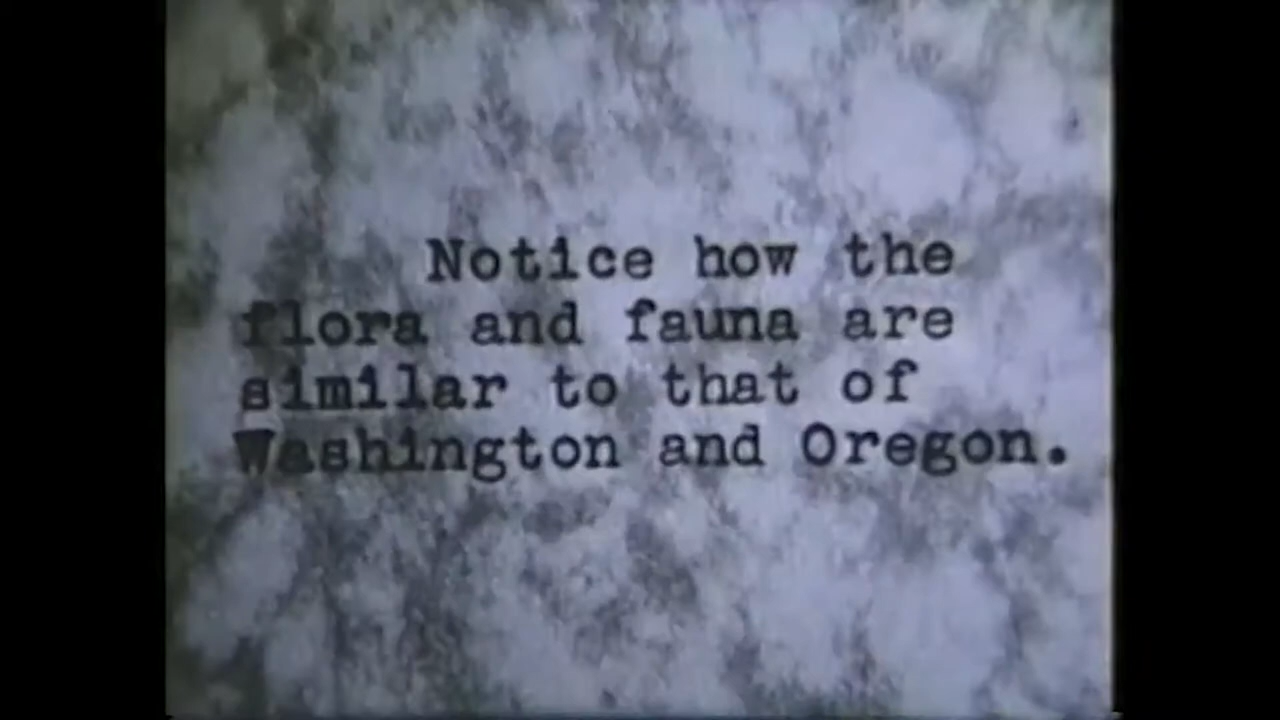 Notice how the
flora and fauna are
similar to that of
Washington and Oregon.